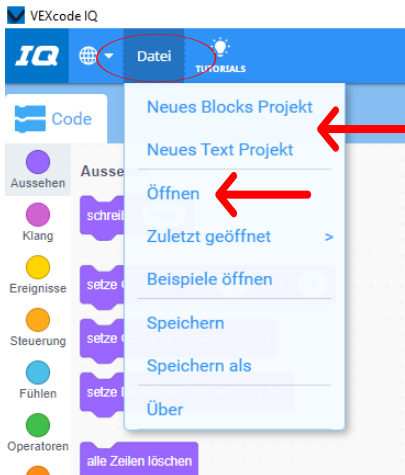 VEXcode IQ
IQ
Datei
TUTORIALS
Code
Neues Blocks Projekt
Neues Text Projekt
Öffnen
Zuletzt geöffnet >
Beispiele öffnen
Speichern
Speichern als
Über
Aussehen
Klang
Ereignisse
Steuerung
Fühlen
Operatoren
Ausse
schreib
setze
setze
setze
alle Zeilen löschen